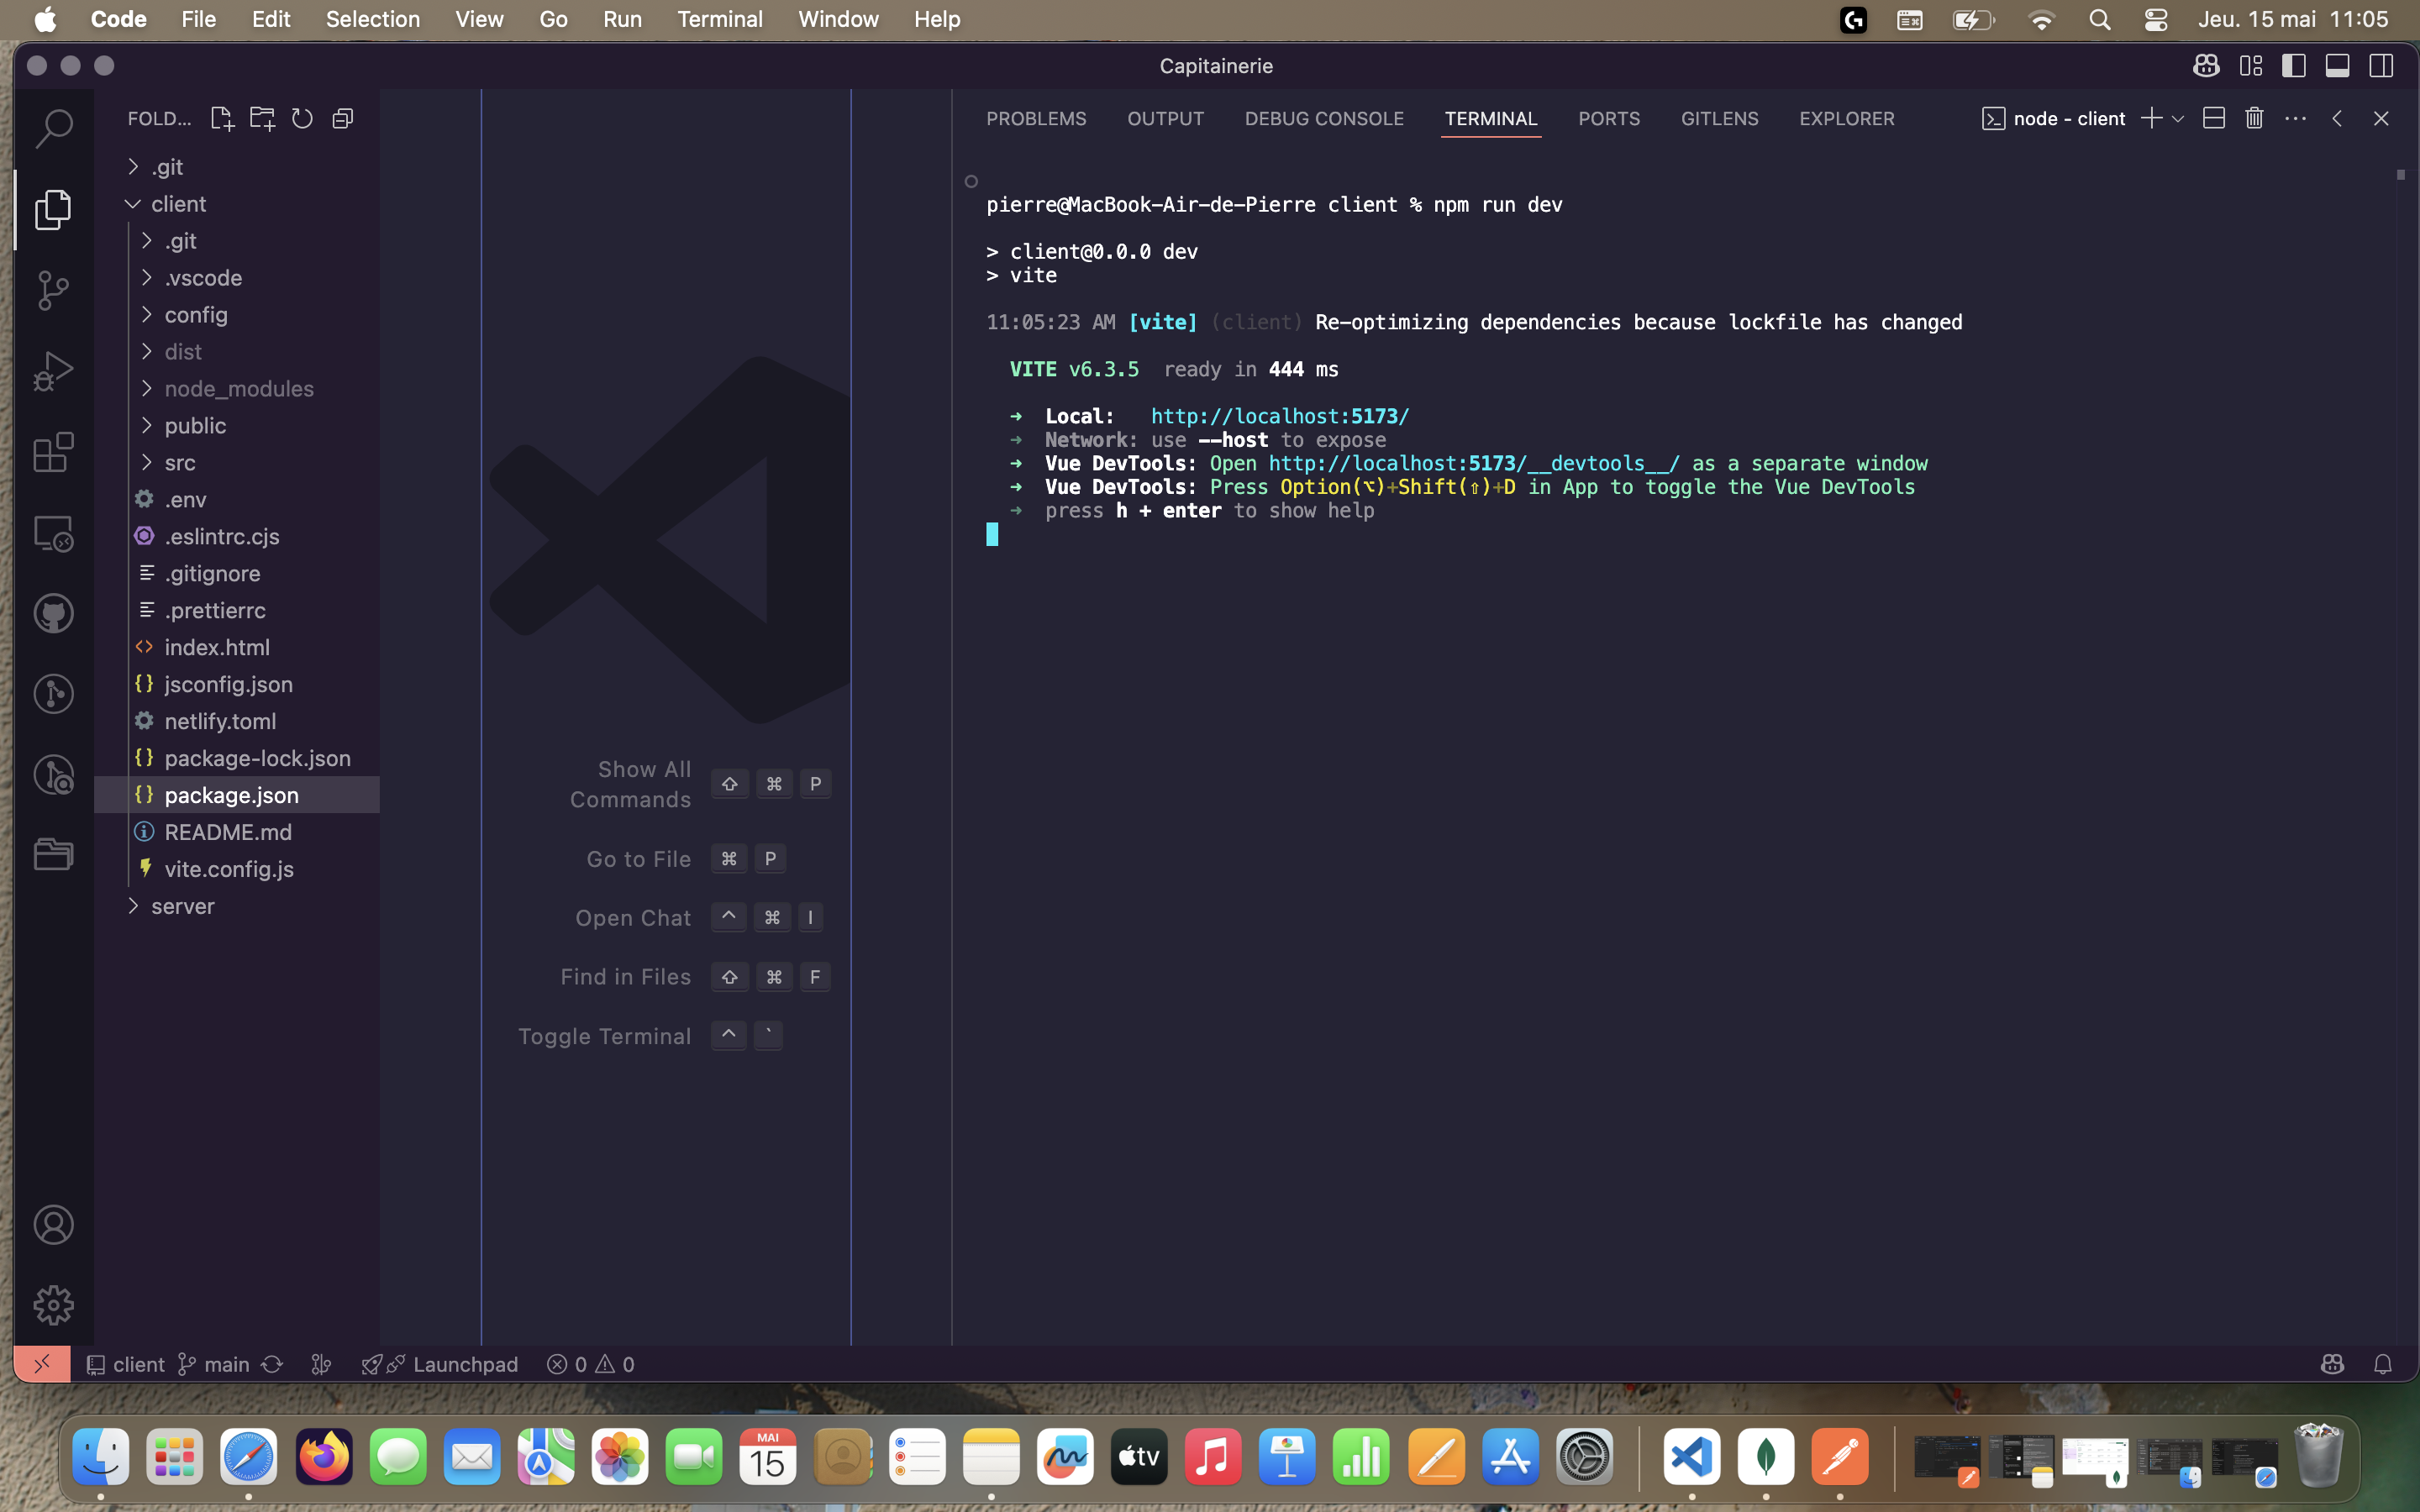 Code File Edit Selection View Go Run Terminal Window Help
Jeu. 15 mai 11:05
Capitainerie
FOLD...
.git
client
.git
.vscode
config
dist
node_modules
public
src
.env
.eslintrc.cjs
.gitignore
.prettierrc
index.html
jsconfig.json
netlify.toml
package-lock.json
package.json
README.md
vite.config.js
server
Show All
Commands ⇧ ⌘ P
Go to File ⌘ P
Open Chat ^ ⌘ I
Find in Files ⇧ ⌘ F
Toggle Terminal ^ `
PROBLEMS OUTPUT DEBUG CONSOLE TERMINAL PORTS GITLENS EXPLORER
node - client
pierre@MacBook-Air-de-Pierre client % npm run dev
> client@0.0.0 dev
> vite
11:05:23 AM [vite] (client) Re-optimizing dependencies because lockfile has changed
VITE v6.3.5 ready in 444 ms
➜ Local: http://localhost:5173/
➜ Network: use --host to expose
➜ Vue DevTools: Open http://localhost:5173/__devtools__/ as a separate window
➜ Vue DevTools: Press Option(⌥)+Shift(⇧)+D in App to toggle the Vue DevTools
➜ press h + enter to show help
client main Launchpad 0 0
MAI
15
tv